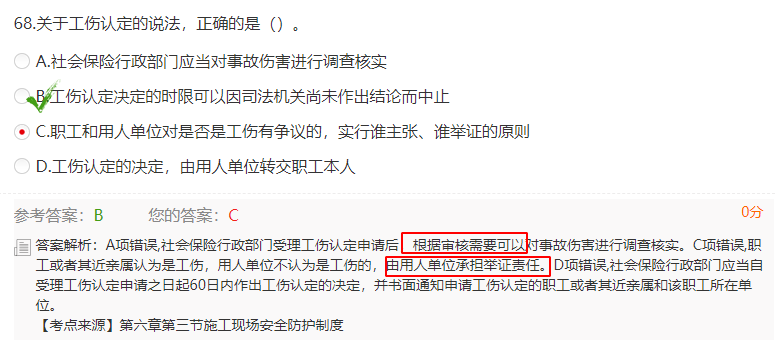 68.关于工伤认定的说法，正确的是（）。
A.社会保险行政部门应当对事故伤害进行调查核实
B.工伤认定决定的时限可以因司法机关尚未作出结论而中止
C.职工和用人单位对是否是工伤有争议的，实行谁主张、谁举证的原则
D.工伤认定的决定，由用人单位转交职工本人
参考答案：B 您的答案：C 0分
答案解析：A项错误,社会保险行政部门受理工伤认定申请后，根据审核需要可以对事故伤害进行调查核实。C项错误,职
工或者其近亲属认为是工伤，用人单位不认为是工伤的，由用人单位承担举证责任。D项错误,社会保险行政部门应当自
受理工伤认定申请之日起60日内作出工伤认定的决定，并书面通知申请工伤认定的职工或者其近亲属和该职工所在单
位。
【考点来源】第六章第三节施工现场安全防护制度